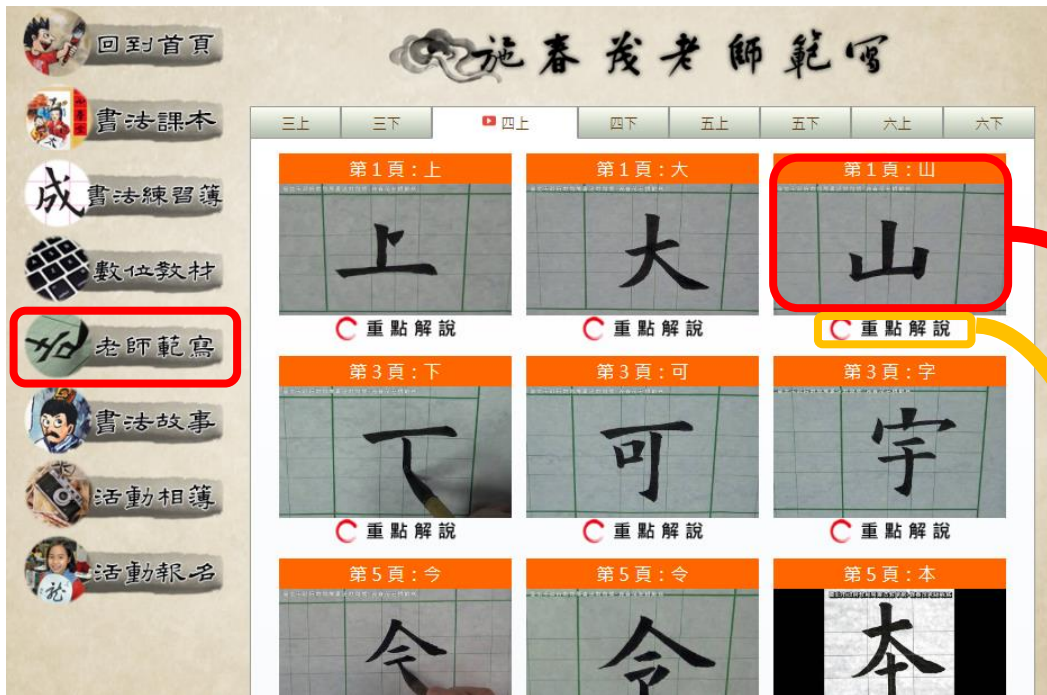 回到首頁
書法課本
書法練習簿
數位教材
老師範寫
書法故事
活動相簿
活動報名
施春茂老師範寫
三上 三下 四上 四下 五上 五下 六上 六下
第1頁:上 第1頁:大 第1頁:山
上 大 山
重點解說 重點解說 重點解說
第3頁:下 第3頁:可 第3頁:字
下 可 字
重點解說 重點解說 重點解說
第5頁:今 第5頁:令 第5頁:本
今 令 本